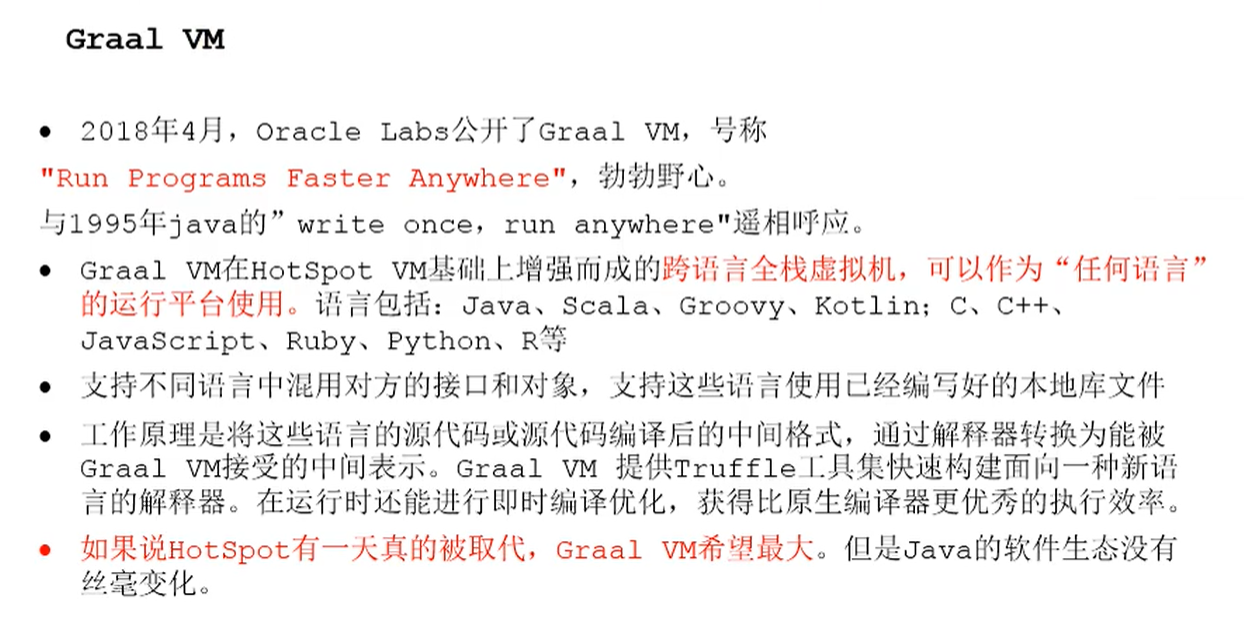 Graal VM
• 2018年4月，Oracle Labs公开了Graal VM，号称
"Run Programs Faster Anywhere"，勃勃野心。
与1995年java的”write once，run anywhere"遥相呼应。
• Graal VM在HotSpot VM基础上增强而成的跨语言全栈虚拟机，可以作为“任何语言”
的运行平台使用。语言包括：Java、Scala、Groovy、Kotlin；C、C++、
JavaScript、Ruby、Python、R等
• 支持不同语言中混用对方的接口和对象，支持这些语言使用已经编写好的本地库文件
• 工作原理是将这些语言的源代码或源代码编译后的中间格式，通过解释器转换为能被
Graal VM接受的中间表示。Graal VM 提供Truffle工具集快速构建面向一种新语
言的解释器。在运行时还能进行即时编译优化，获得比原生编译器更优秀的执行效率。
• 如果说HotSpot有一天真的被取代，Graal VM希望最大。但是Java的软件生态没有
丝毫变化。